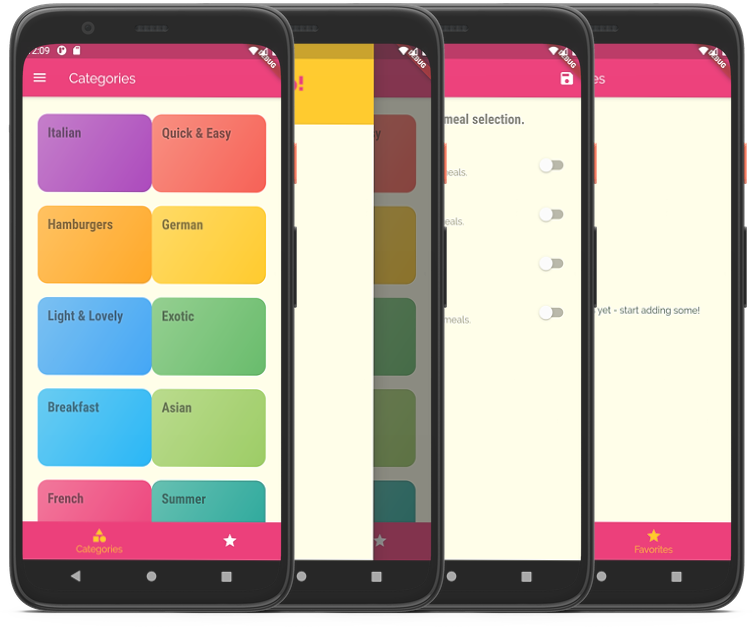 2:09
DEBUG
Categories
Italian
Quick & Easy
Hamburgers
German
Light & Lovely
Exotic
Breakfast
Asian
French
Summer
Categories
o!
y
DEBUG
meal selection.
eals.
eals.
meals.
DEBUG
es
yet - start adding some!
Favorites
DEBUG